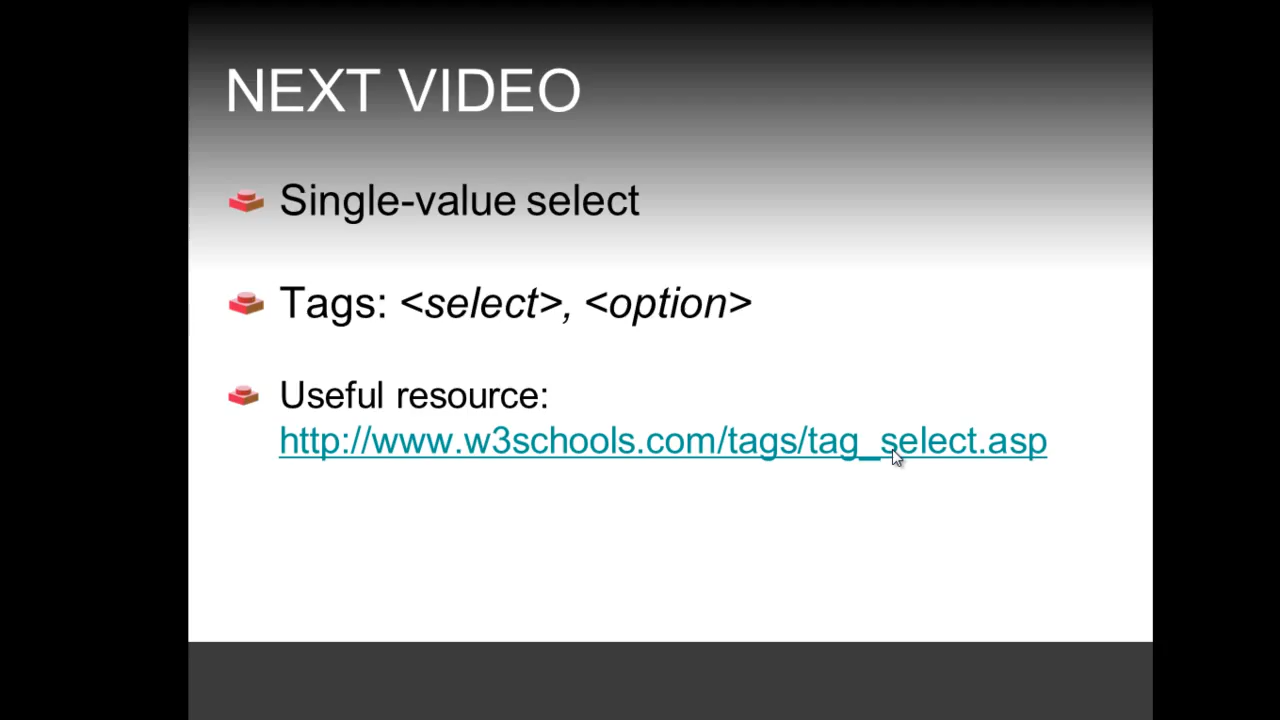 NEXT VIDEO
Single-value select
Tags: <select>, <option>
Useful resource:
http://www.w3schools.com/tags/tag_select.asp